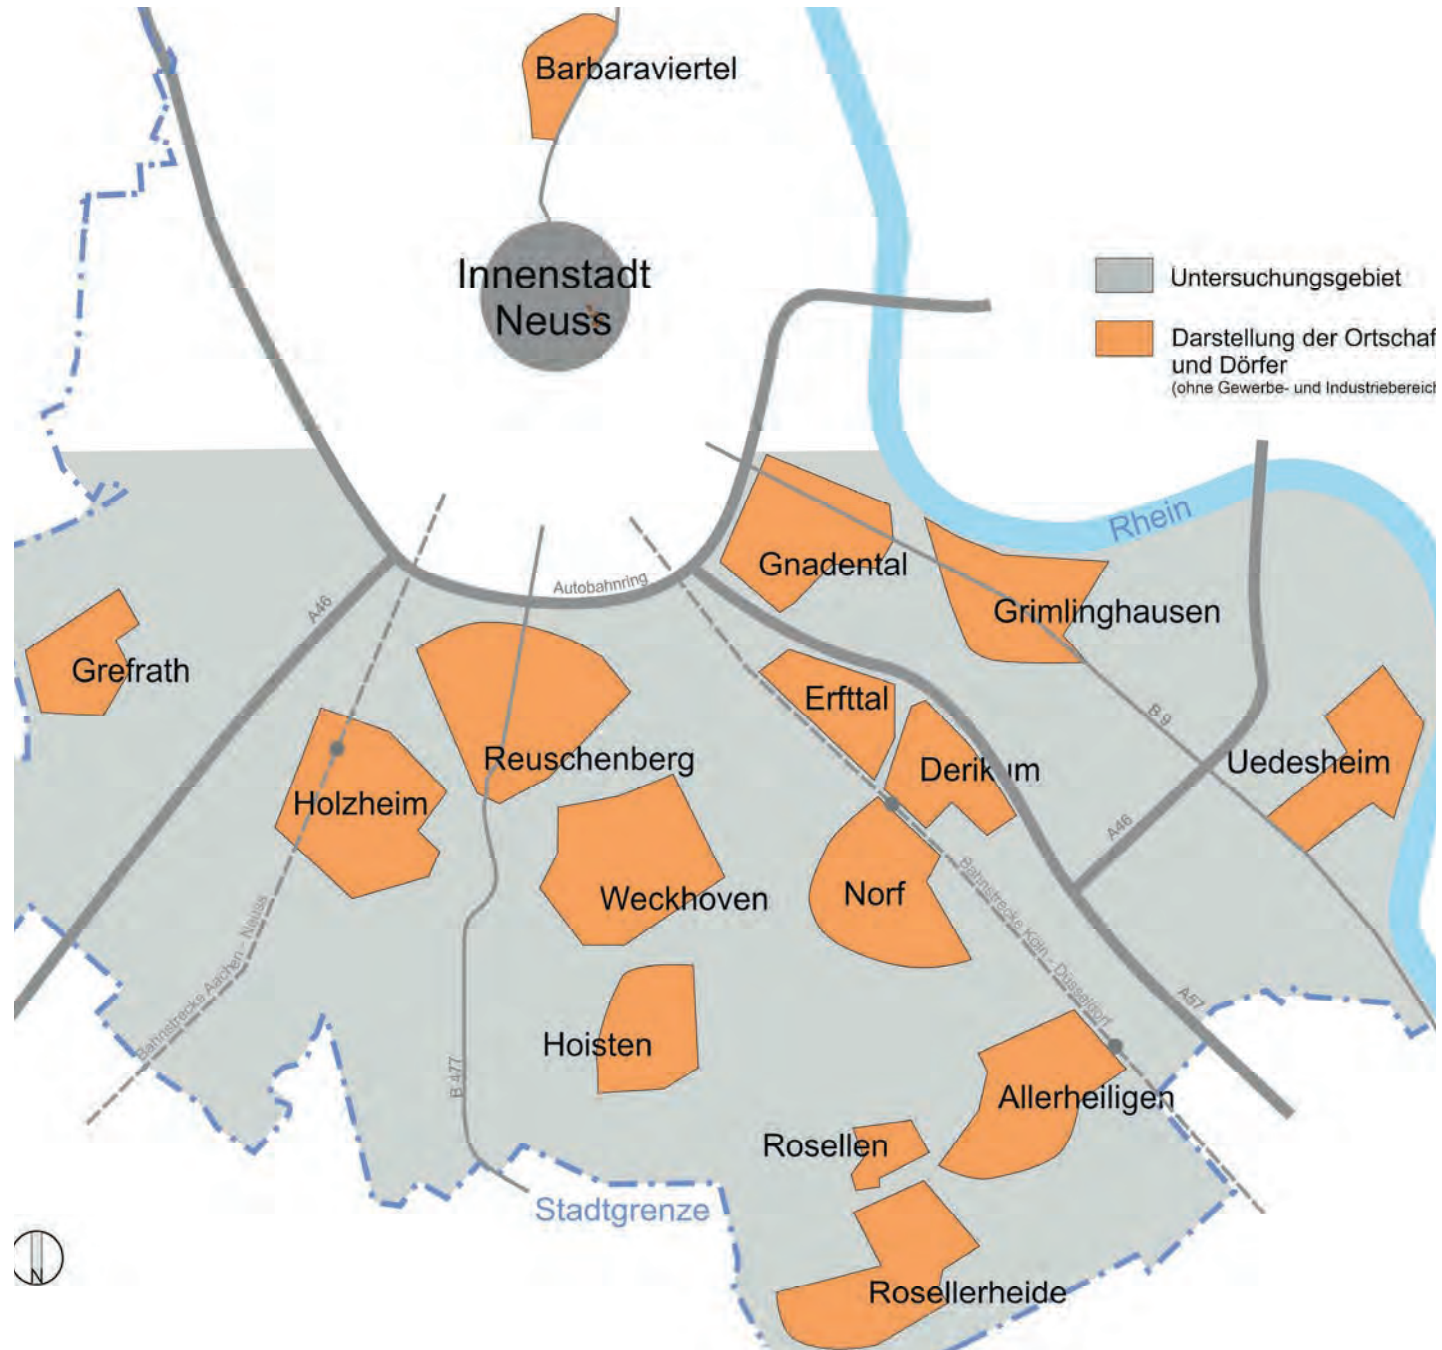 Barbaraviertel
Innenstadt
Neuss
Untersuchungsgebiet
Darstellung der Ortschaf
und Dörfer
(ohne Gewerbe- und Industriebereich
Rhein
Gnadental
Autobahnring
Grimlinghausen
A46
Grefrath
Erfttal
B 9
Reuschenberg
Derikum
Uedesheim
Holzheim
A46
Weckhoven
Norf
Bahnstrecke Aachen - Neuss
Bahnstrecke Köln - Düsseldorf
A57
Hoisten
B 477
Allerheiligen
Rosellen
Stadtgrenze
N
Rosellerheide